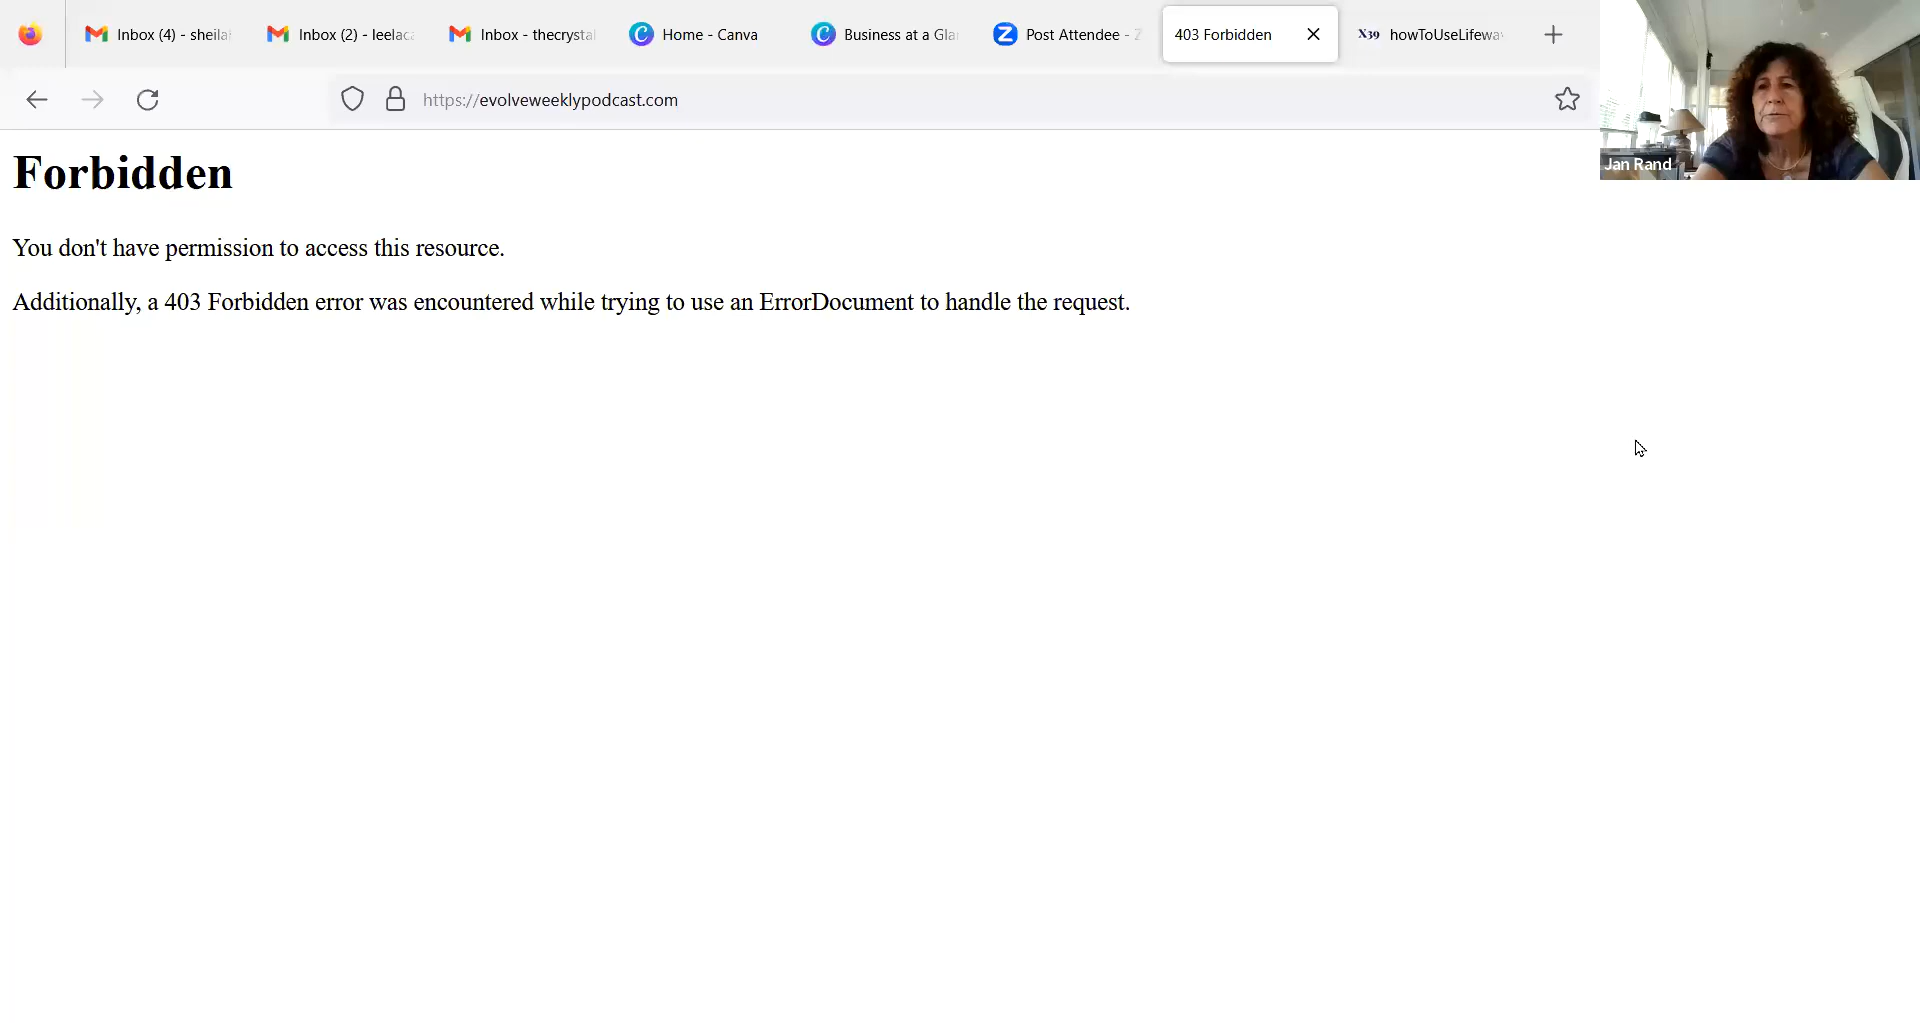 Inbox (4) - sheila
Inbox (2) - leelac
Inbox - thecrystal
Home - Canva
Business at a Gla
Post Attendee - Z
403 Forbidden
X39 howToUseLifewa
https://evolveweeklypodcast.com
Jan Rand
Forbidden
You don't have permission to access this resource.
Additionally, a 403 Forbidden error was encountered while trying to use an ErrorDocument to handle the request.